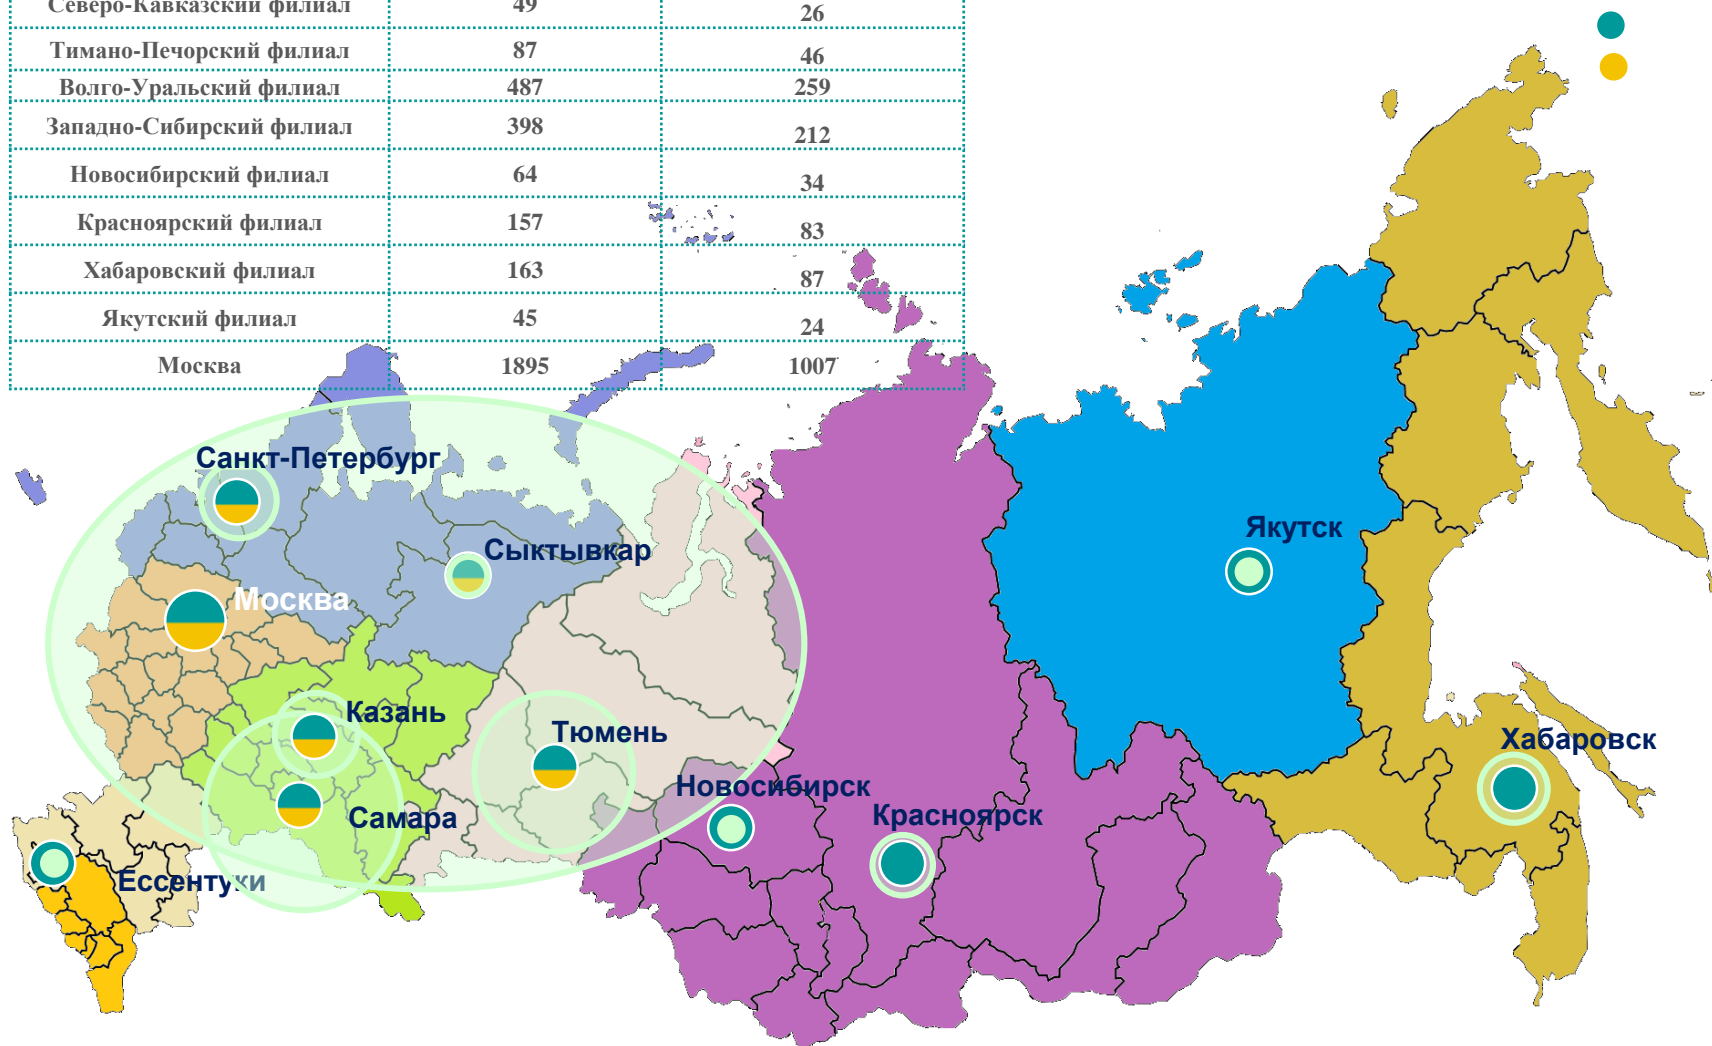 Северо-Кавказский филиал 49 26
Тимано-Печорский филиал 87 46
Волго-Уральский филиал 487 259
Западно-Сибирский филиал 398 212
Новосибирский филиал 64 34
Красноярский филиал 157 83
Хабаровский филиал 163 87
Якутский филиал 45 24
Москва 1895 1007
Санкт-Петербург
Сыктывкар
Якутск
Москва
Казань
Тюмень
Хабаровск
Новосибирск
Самара
Красноярск
Ессентуки